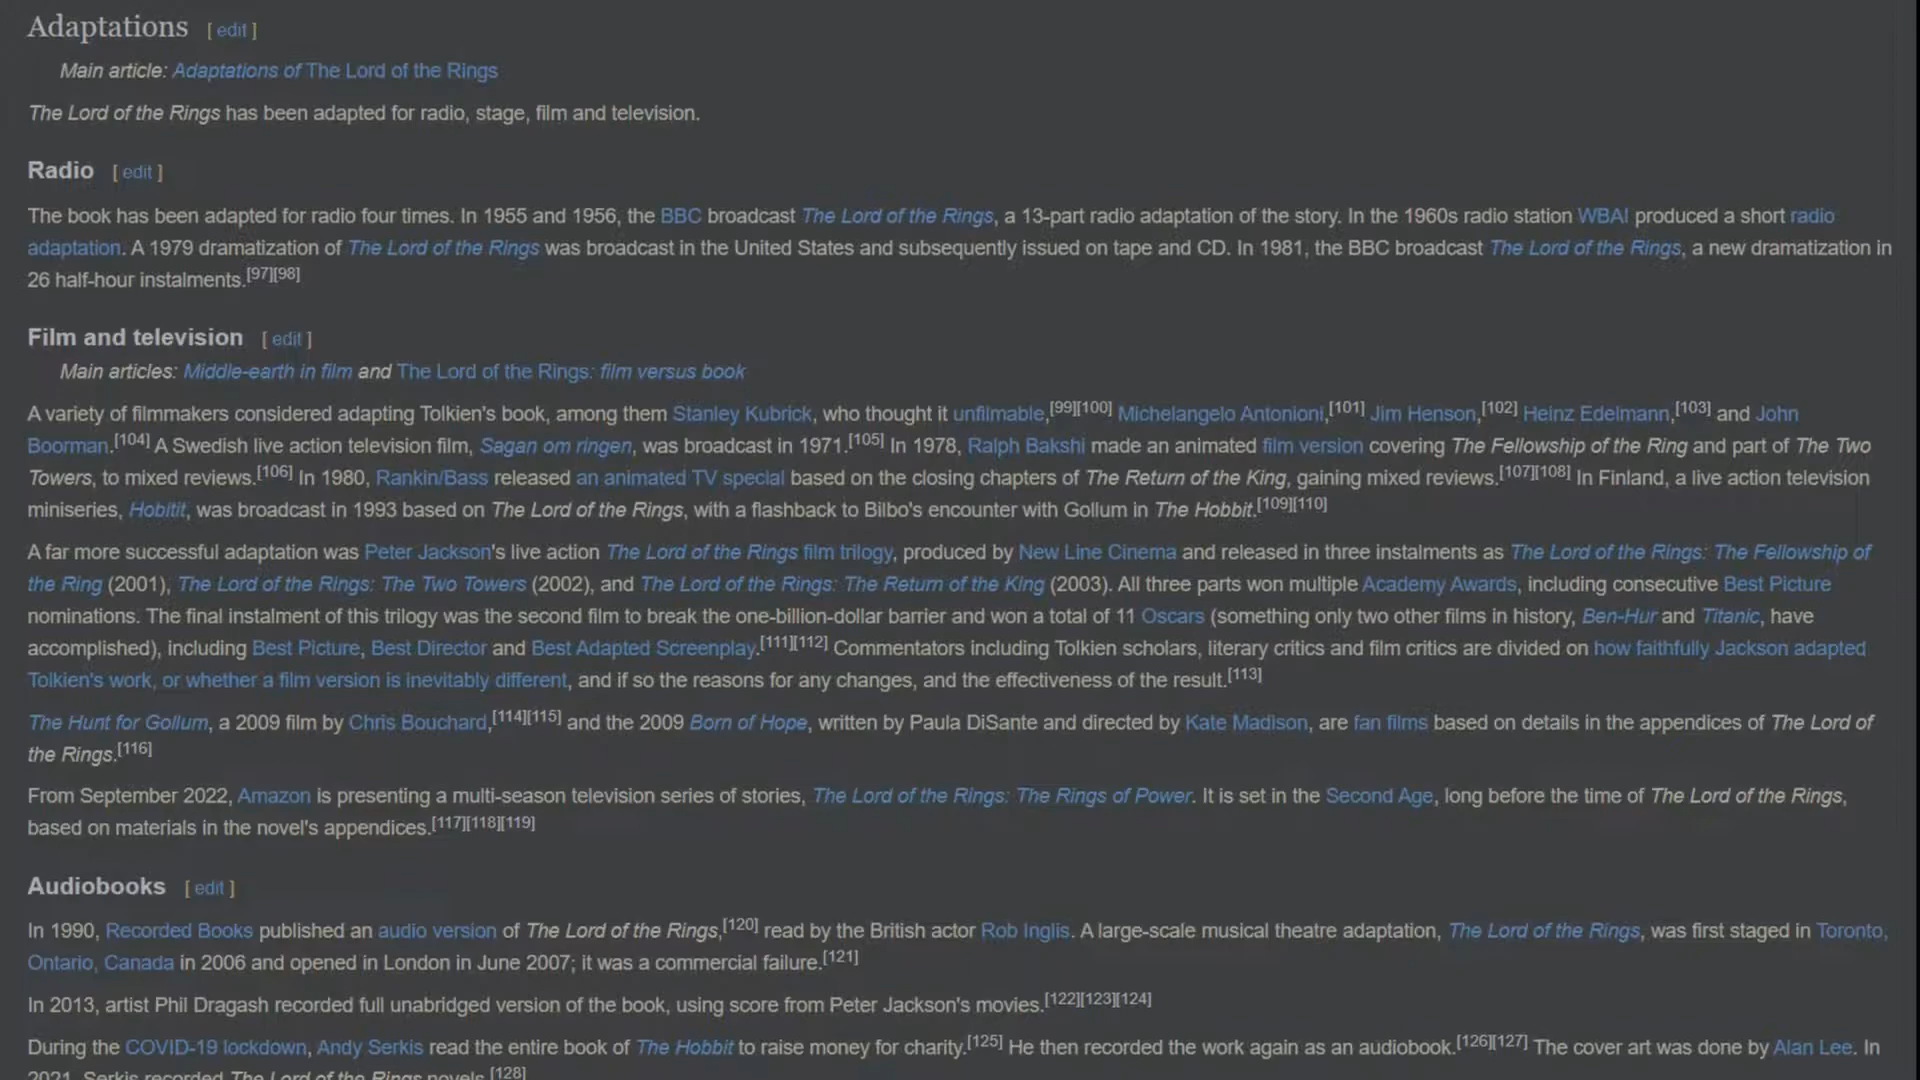 Adaptations [ edit ]
Main article: Adaptations of The Lord of the Rings
The Lord of the Rings has been adapted for radio, stage, film and television.
Radio [ edit ]
The book has been adapted for radio four times. In 1955 and 1956, the BBC broadcast The Lord of the Rings, a 13-part radio adaptation of the story. In the 1960s radio station WBAI produced a short radio
adaptation. A 1979 dramatization of The Lord of the Rings was broadcast in the United States and subsequently issued on tape and CD. In 1981, the BBC broadcast The Lord of the Rings, a new dramatization in
26 half-hour instalments.[97][98]
Film and television [ edit ]
Main articles: Middle-earth in film and The Lord of the Rings: film versus book
A variety of filmmakers considered adapting Tolkien's book, among them Stanley Kubrick, who thought it unfilmable,[99][100] Michelangelo Antonioni,[101] Jim Henson,[102] Heinz Edelmann,[103] and John
Boorman.[104] A Swedish live action television film, Sagan om ringen, was broadcast in 1971.[105] In 1978, Ralph Bakshi made an animated film version covering The Fellowship of the Ring and part of The Two
Towers, to mixed reviews.[106] In 1980, Rankin/Bass released an animated TV special based on the closing chapters of The Return of the King, gaining mixed reviews.[107][108] In Finland, a live action television
miniseries, Hobitit, was broadcast in 1993 based on The Lord of the Rings, with a flashback to Bilbo's encounter with Gollum in The Hobbit.[109][110]
A far more successful adaptation was Peter Jackson's live action The Lord of the Rings film trilogy, produced by New Line Cinema and released in three instalments as The Lord of the Rings: The Fellowship of
the Ring (2001), The Lord of the Rings: The Two Towers (2002), and The Lord of the Rings: The Return of the King (2003). All three parts won multiple Academy Awards, including consecutive Best Picture
nominations. The final instalment of this trilogy was the second film to break the one-billion-dollar barrier and won a total of 11 Oscars (something only two other films in history, Ben-Hur and Titanic, have
accomplished), including Best Picture, Best Director and Best Adapted Screenplay.[111][112] Commentators including Tolkien scholars, literary critics and film critics are divided on how faithfully Jackson adapted
Tolkien's work, or whether a film version is inevitably different, and if so the reasons for any changes, and the effectiveness of the result.[113]
The Hunt for Gollum, a 2009 film by Chris Bouchard,[114][115] and the 2009 Born of Hope, written by Paula DiSante and directed by Kate Madison, are fan films based on details in the appendices of The Lord of
the Rings.[116]
From September 2022, Amazon is presenting a multi-season television series of stories, The Lord of the Rings: The Rings of Power. It is set in the Second Age, long before the time of The Lord of the Rings,
based on materials in the novel's appendices.[117][118][119]
Audiobooks [ edit ]
In 1990, Recorded Books published an audio version of The Lord of the Rings,[120] read by the British actor Rob Inglis. A large-scale musical theatre adaptation, The Lord of the Rings, was first staged in Toronto,
Ontario, Canada in 2006 and opened in London in June 2007; it was a commercial failure.[121]
In 2013, artist Phil Dragash recorded full unabridged version of the book, using score from Peter Jackson's movies.[122][123][124]
During the COVID-19 lockdown, Andy Serkis read the entire book of The Hobbit to raise money for charity.[125] He then recorded the work again as an audiobook.[126][127] The cover art was done by Alan Lee. In
2021, Serkis recorded The Lord of the Rings novels.[128]